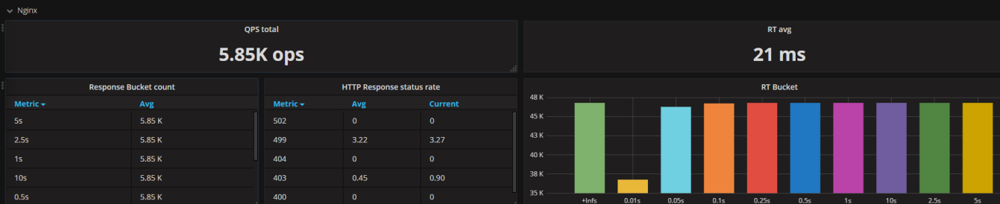 Nginx
QPS total
5.85K ops
RT avg
21 ms
Response Bucket count
Metric Avg
5s 5.85 K
2.5s 5.85 K
1s 5.85 K
10s 5.85 K
0.5s 5.85 K
HTTP Response status rate
Metric Avg Current
502 0 0
499 3.22 3.27
404 0 0
403 0.45 0.90
400 0 0
RT Bucket
48 K
45 K
43 K
40 K
38 K
35 K
+Infs 0.01s 0.05s 0.1s 0.25s 0.5s 1s 10s 2.5s 5s